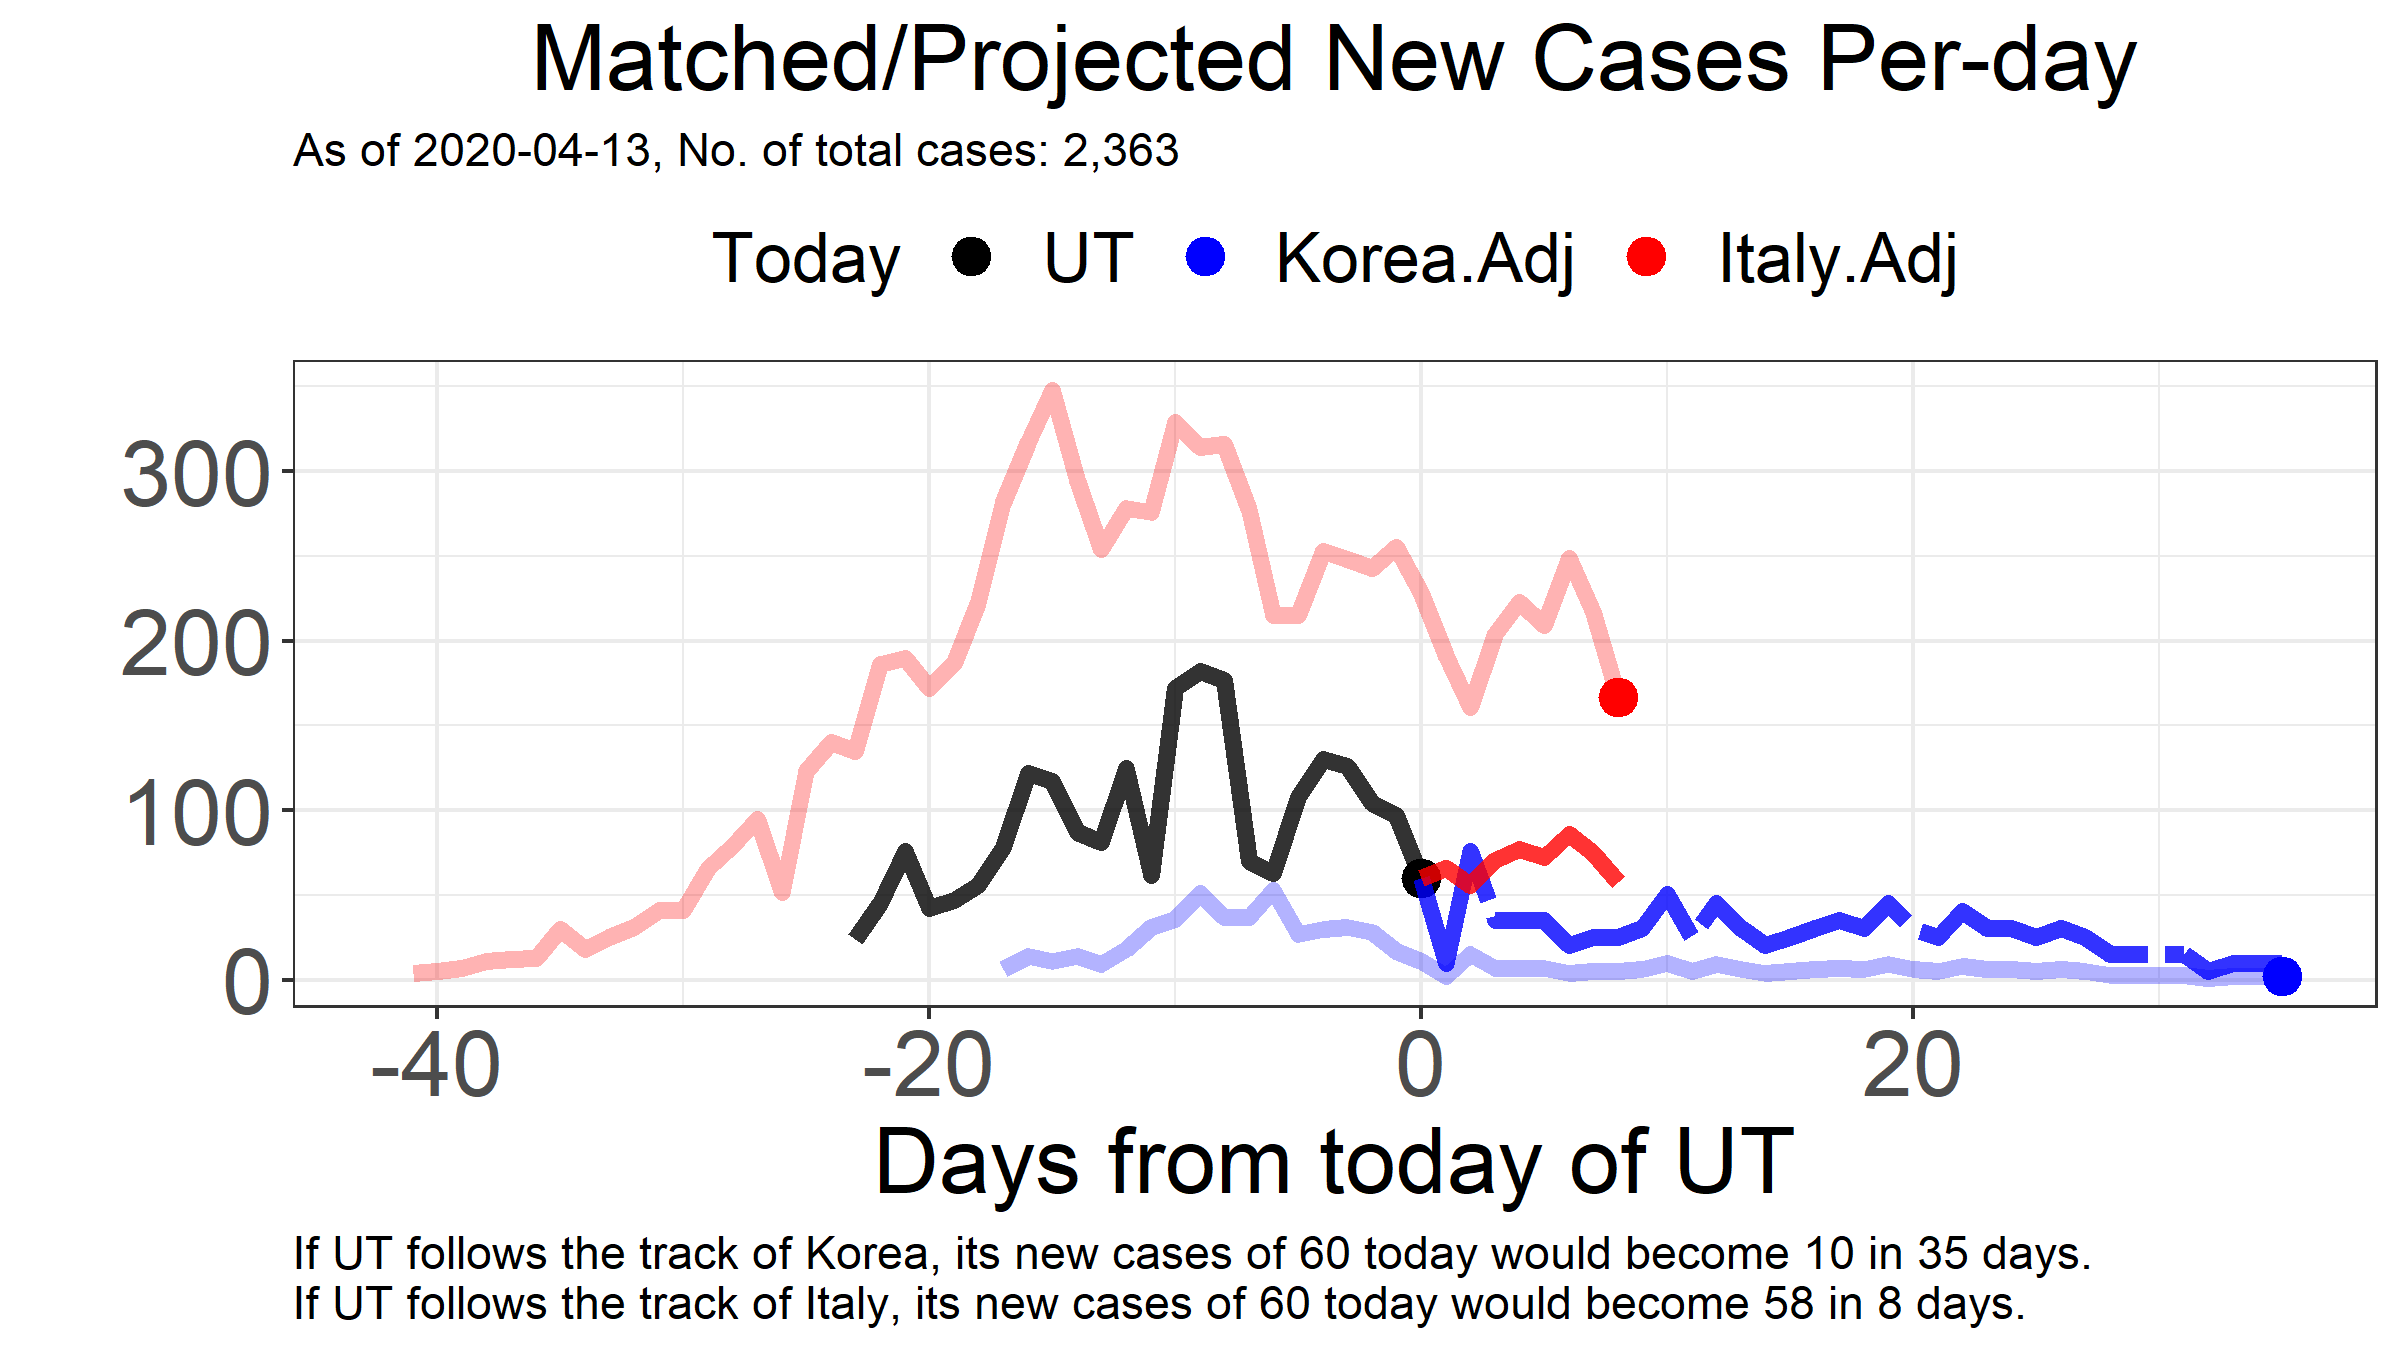 Matched/Projected New Cases Per-day
As of 2020-04-13, No. of total cases: 2,363
Today UT Korea.Adj Italy.Adj
300
200
100
0
-40 -20 0 20
Days from today of UT
If UT follows the track of Korea, its new cases of 60 today would become 10 in 35 days.
If UT follows the track of Italy, its new cases of 60 today would become 58 in 8 days.